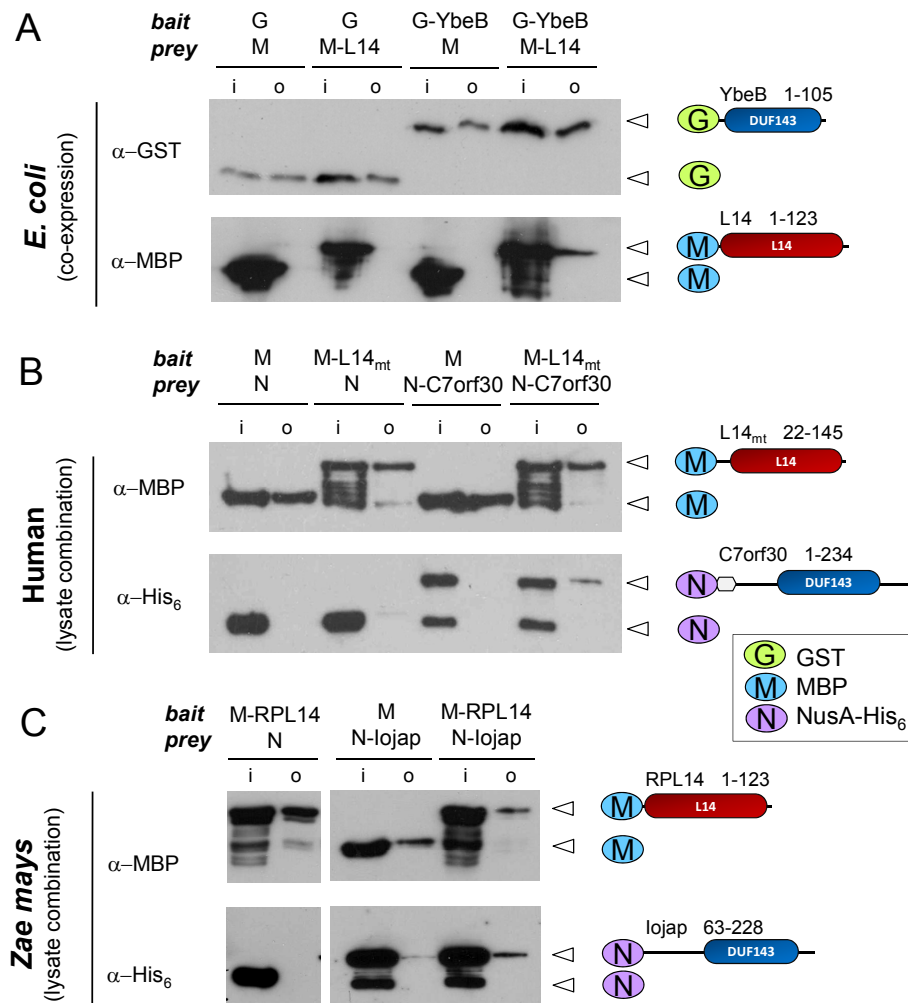 A
bait G G G-YbeB G-YbeB
prey M M-L14 M M-L14
i o i o i o i o
YbeB 1-105
G DUF143
α–GST
G
E. coli
(co-expression)
L14 1-123
M L14
α–MBP
M
B
bait M M-L14mt M M-L14mt
prey N N N-C7orf30 N-C7orf30
i o i o i o i o
L14mt 22-145
M L14
α–MBP
M
Human
(lysate combination)
C7orf30 1-234
N DUF143
α–His6
N
G GST
M MBP
N NusA-His6
C
bait M-RPL14 M M-RPL14
prey N N-Iojap N-Iojap
i o i o i o
RPL14 1-123
M L14
M
α–MBP
Zae mays
(lysate combination)
Iojap 63-228
N DUF143
α–His6
N